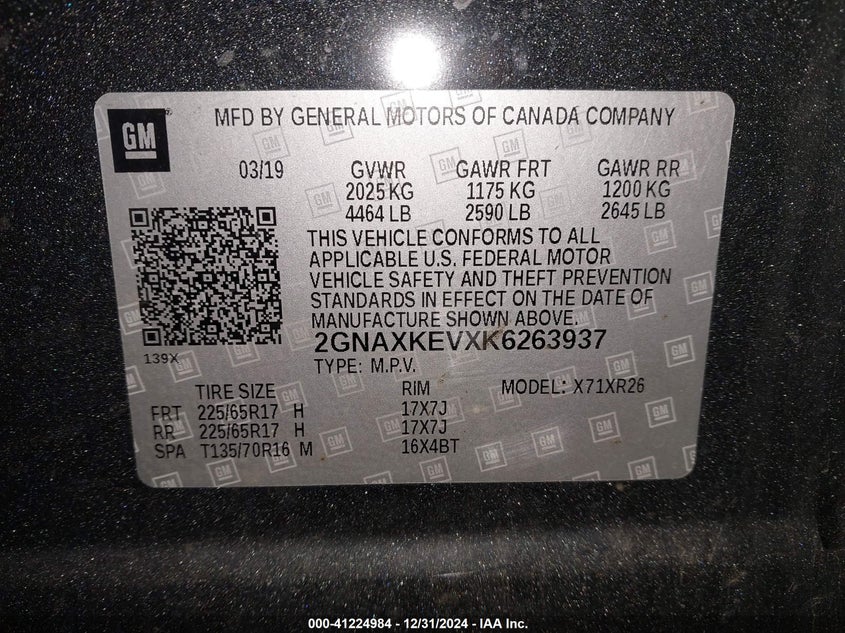 GM
MFD BY GENERAL MOTORS OF CANADA COMPANY
03/19 GVWR GAWR FRT GAWR RR
2025 KG 1175 KG 1200 KG
4464 LB 2590 LB 2645 LB
THIS VEHICLE CONFORMS TO ALL
APPLICABLE U.S. FEDERAL MOTOR
VEHICLE SAFETY AND THEFT PREVENTION
STANDARDS IN EFFECT ON THE DATE OF
MANUFACTURE SHOWN ABOVE.
139X
2GNAXKEVXK6263937
TYPE: M.P.V.
TIRE SIZE RIM MODEL: X71XR26
FRT 225/65R17 H 17X7J
RR 225/65R17 H 17X7J
SPA T135/70R16 M 16X4BT
000-41224984 - 12/31/2024 - IAA Inc.